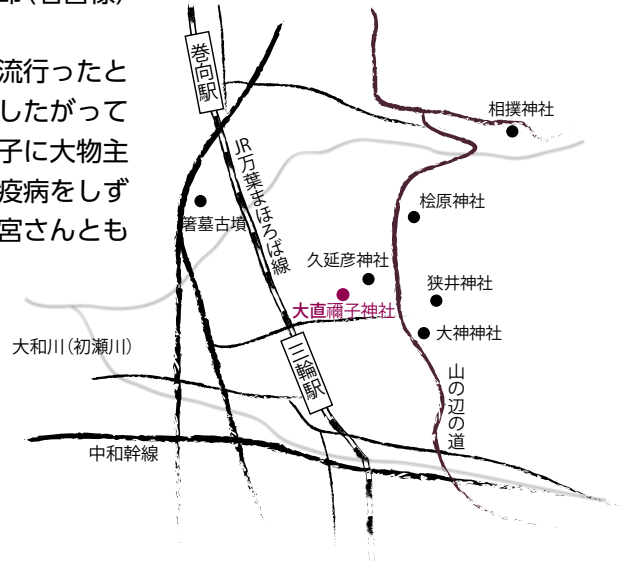 郎(若宮様)
流行ったと
したがって
子に大物主
疫病をしず
宮さんとも
巻向駅
相撲神社
JR万葉まほろば線
桧原神社
箸墓古墳
久延彦神社
狭井神社
大直禰子神社
大神神社
大和川(初瀬川)
三輪駅
山の辺の道
中和幹線